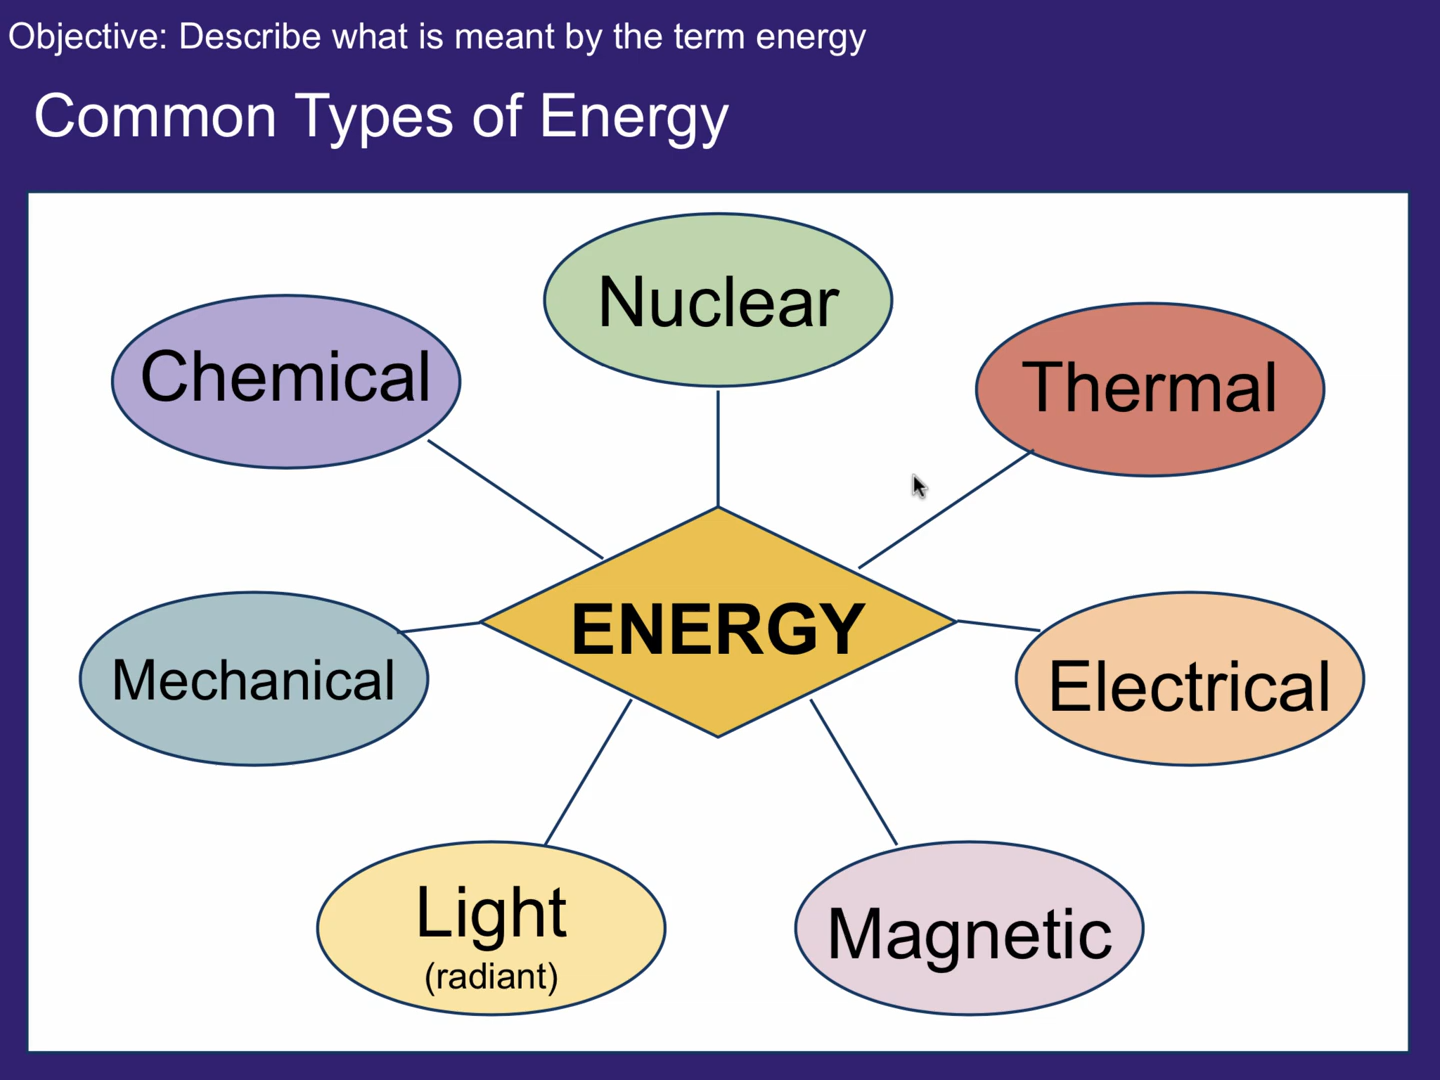 Objective: Describe what is meant by the term energy
Common Types of Energy
Nuclear
Chemical
Thermal
ENERGY
Mechanical
Electrical
Light
(radiant)
Magnetic